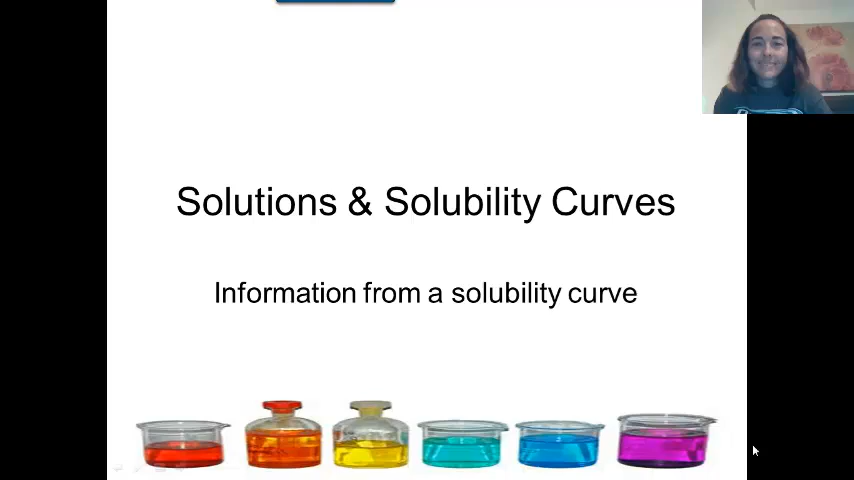 Solutions & Solubility Curves
Information from a solubility curve